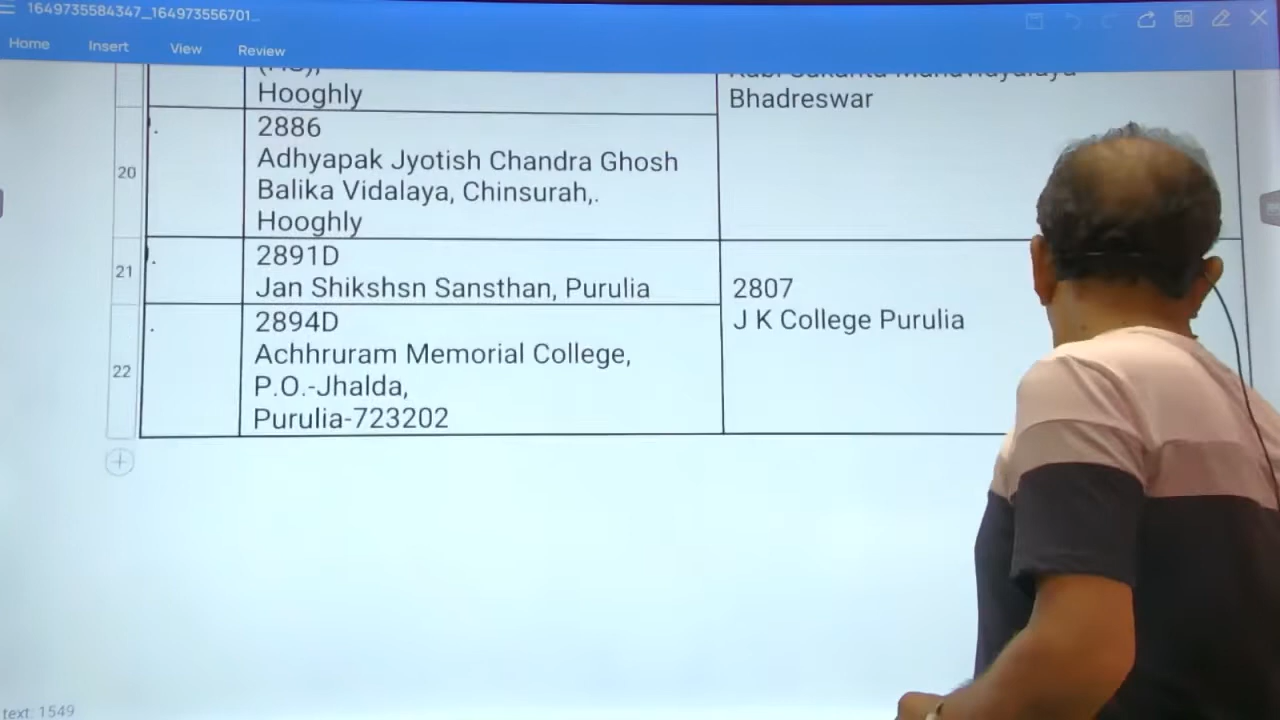 1649735584347_164973556701...
Home Insert View Review
Hooghly
Bhadreswar
20
2886
Adhyapak Jyotish Chandra Ghosh
Balika Vidalaya, Chinsurah,.
Hooghly
21
2891D
Jan Shikshsn Sansthan, Purulia
2807
J K College Purulia
22
2894D
Achhruram Memorial College,
P.O.-Jhalda,
Purulia-723202
text: 1549